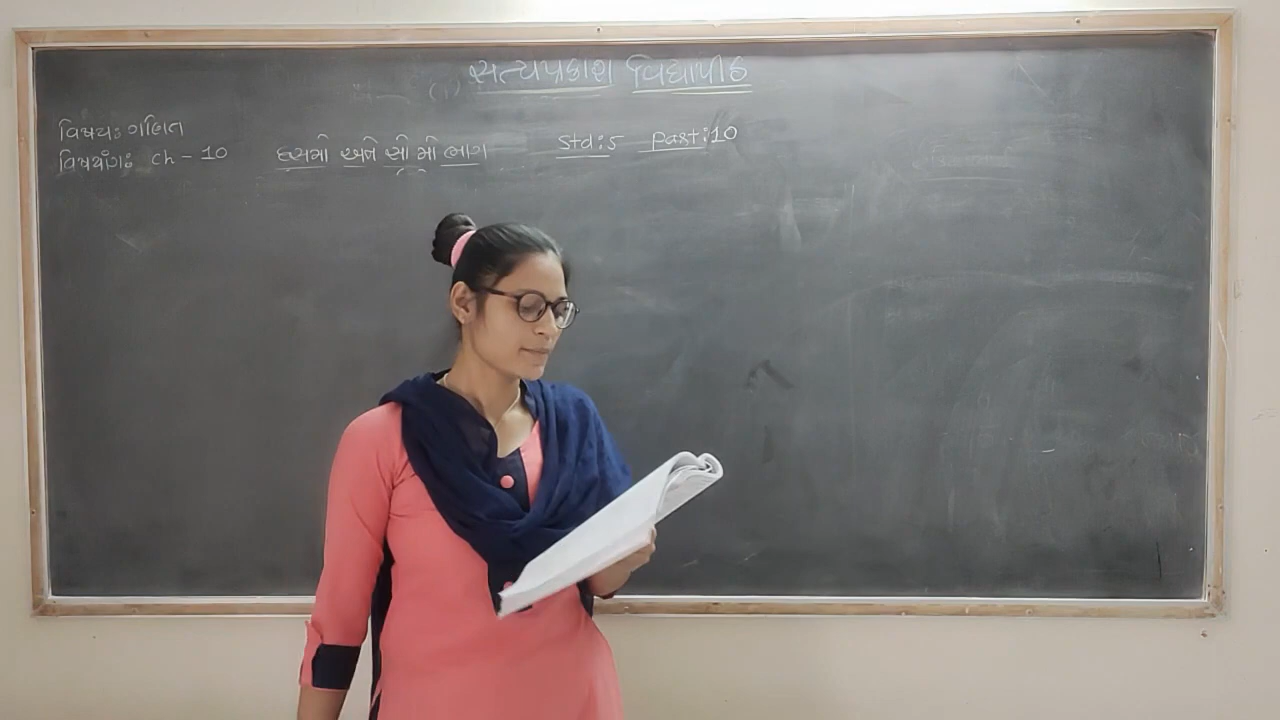 સત્યપ્રકાશ વિદ્યાપીઠ
વિષય: ગણિત
વિષયાંગ: ch - 10 દસમો અને સો મો ભાગ Std: 5 Part: 10